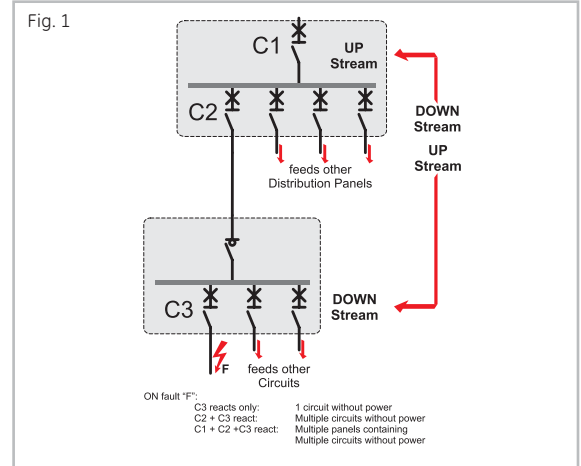 Fig. 1
C1
UP
Stream
C2
DOWN
Stream
UP
Stream
feeds other
Distribution Panels
C3
DOWN
Stream
F
feeds other
Circuits
ON fault "F":
C3 reacts only: 1 circuit without power
C2 + C3 react: Multiple circuits without power
C1 + C2 +C3 react: Multiple panels containing
Multiple circuits without power